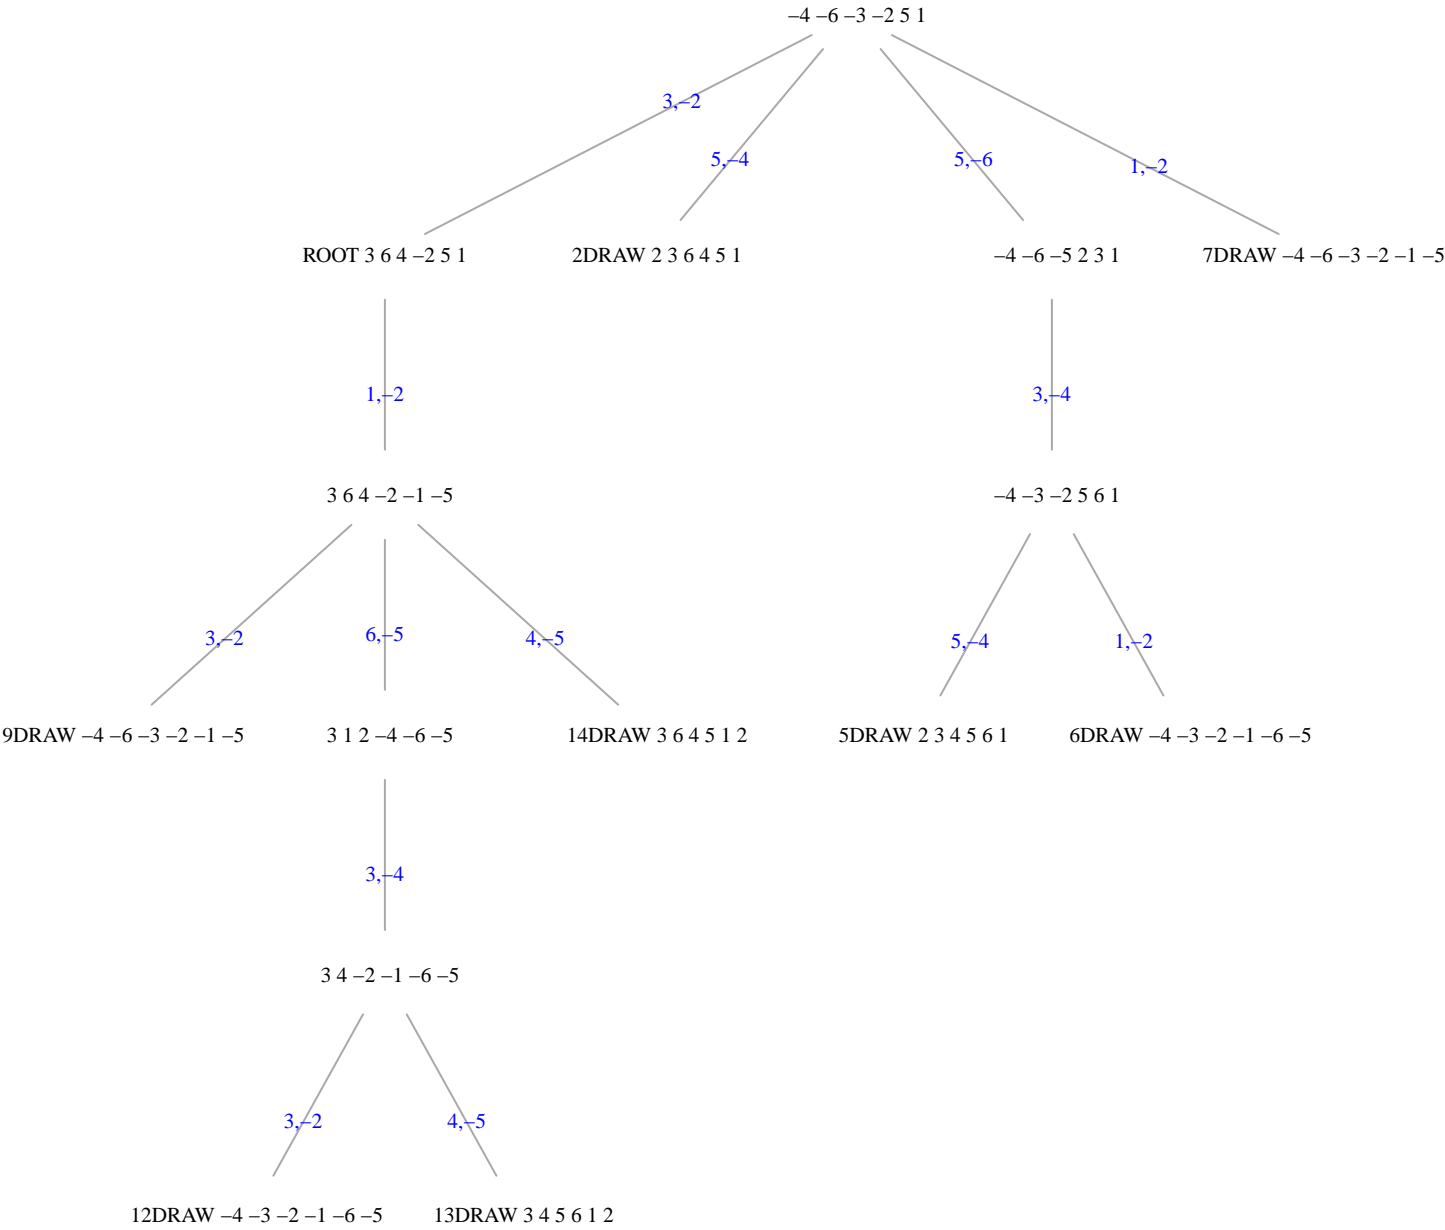 –4 –6 –3 –2 5 1
3,–2
5,–4
5,–6
1,–2
ROOT 3 6 4 –2 5 1
2DRAW 2 3 6 4 5 1
–4 –6 –5 2 3 1
7DRAW –4 –6 –3 –2 –1 –5
1,–2
3,–4
3 6 4 –2 –1 –5
–4 –3 –2 5 6 1
3,–2
6,–5
4,–5
5,–4
1,–2
9DRAW –4 –6 –3 –2 –1 –5
3 1 2 –4 –6 –5
14DRAW 3 6 4 5 1 2
5DRAW 2 3 4 5 6 1
6DRAW –4 –3 –2 –1 –6 –5
3,–4
3 4 –2 –1 –6 –5
3,–2
4,–5
12DRAW –4 –3 –2 –1 –6 –5
13DRAW 3 4 5 6 1 2